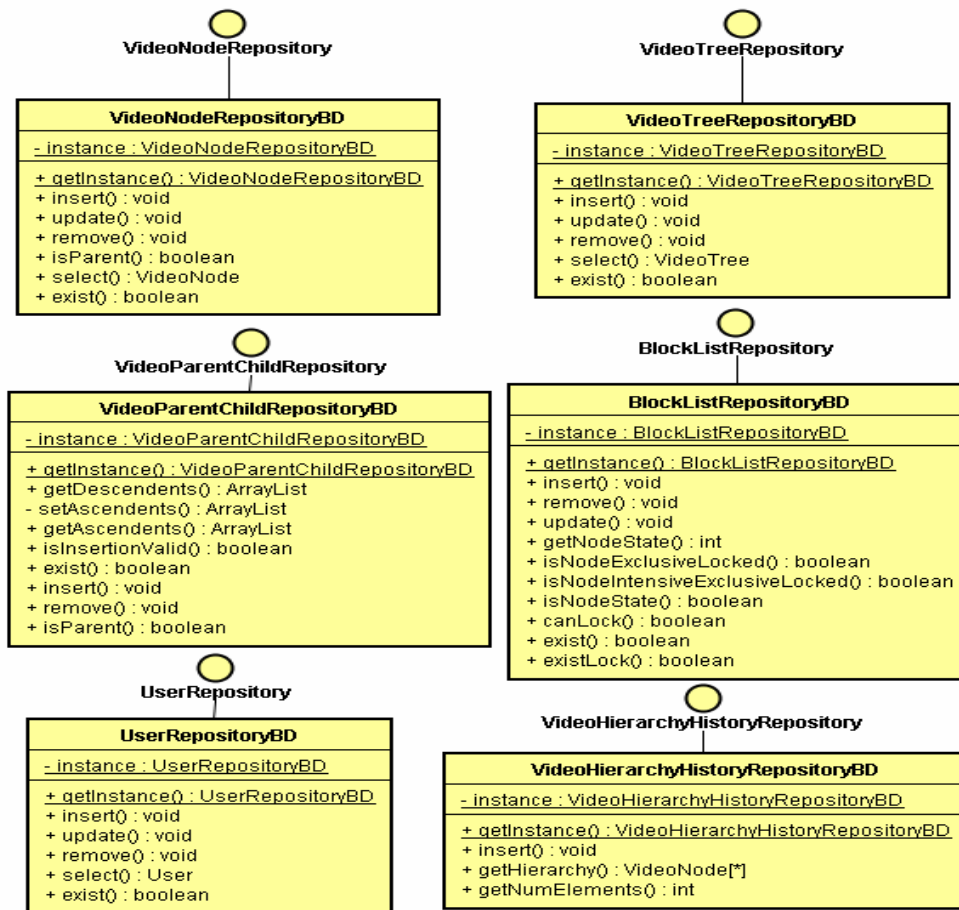 VideoNodeRepository
VideoNodeRepositoryBD
- instance : VideoNodeRepositoryBD
+ getInstance() : VideoNodeRepositoryBD
+ insert() : void
+ update() : void
+ remove() : void
+ isParent() : boolean
+ select() : VideoNode
+ exist() : boolean
VideoTreeRepository
VideoTreeRepositoryBD
- instance : VideoTreeRepositoryBD
+ getInstance() : VideoTreeRepositoryBD
+ insert() : void
+ update() : void
+ remove() : void
+ select() : VideoTree
+ exist() : boolean
VideoParentChildRepository
VideoParentChildRepositoryBD
- instance : VideoParentChildRepositoryBD
+ getInstance() : VideoParentChildRepositoryBD
+ getDescendents() : ArrayList
- setAscendents() : ArrayList
+ getAscendents() : ArrayList
+ isInsertionValid() : boolean
+ exist() : boolean
+ insert() : void
+ remove() : void
+ isParent() : boolean
BlockListRepository
BlockListRepositoryBD
- instance : BlockListRepositoryBD
+ getInstance() : BlockListRepositoryBD
+ insert() : void
+ remove() : void
+ update() : void
+ getNodeState() : int
+ isNodeExclusiveLocked() : boolean
+ isNodeIntensiveExclusiveLocked() : boolean
+ isNodeState() : boolean
+ canLock() : boolean
+ exist() : boolean
+ existLock() : boolean
UserRepository
UserRepositoryBD
- instance : UserRepositoryBD
+ getInstance() : UserRepositoryBD
+ insert() : void
+ update() : void
+ remove() : void
+ select() : User
+ exist() : boolean
VideoHierarchyHistoryRepository
VideoHierarchyHistoryRepositoryBD
- instance : VideoHierarchyHistoryRepositoryBD
+ getInstance() : VideoHierarchyHistoryRepositoryBD
+ insert() : void
+ getHierarchy() : VideoNode[*]
+ getNumElements() : int